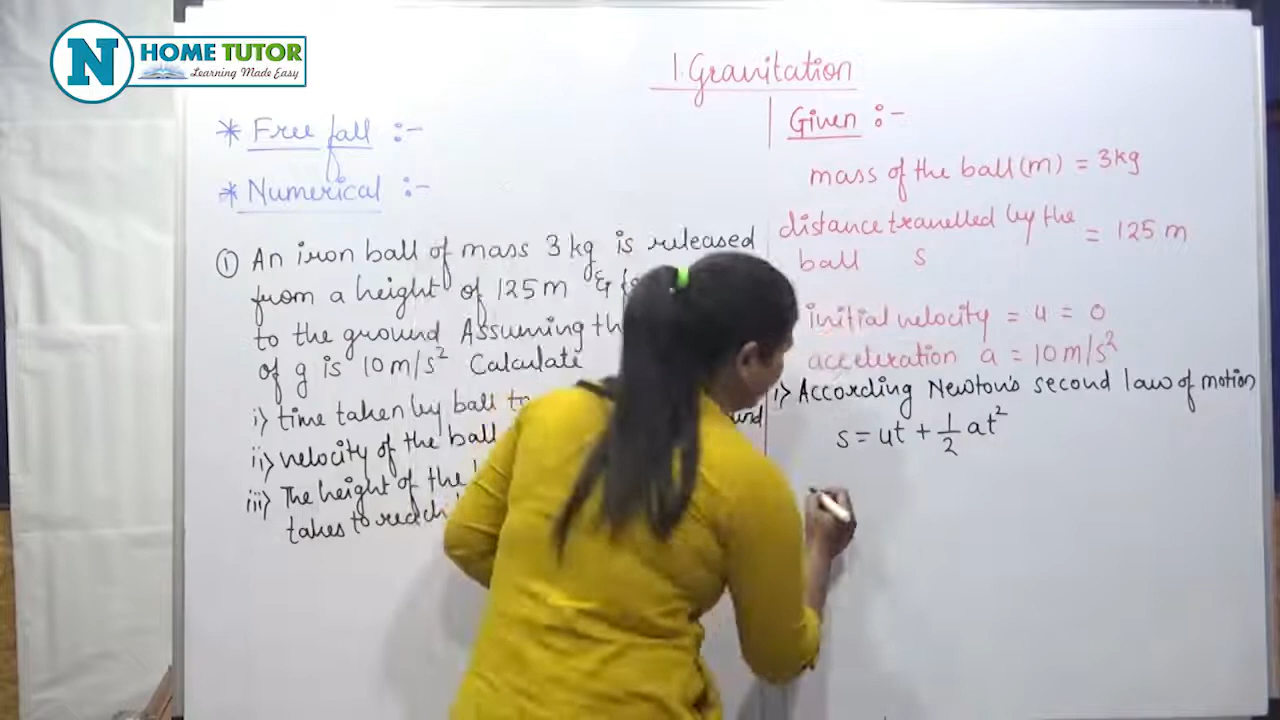 N
HOME TUTOR
Learning Made Easy
1. Gravitation
* Free fall :-
* Numerical :-
① An iron ball of mass 3 kg is released
from a height of 125 m &
to the ground Assuming th
of g is 10 m/s² Calculate
i) time taken by ball
ii) velocity of the ball
iii) The height of the
takes to reach
Given :-
mass of the ball (m) = 3kg
distance travelled by the = 125 m
ball s
initial velocity = u = 0
acceleration a = 10 m/s²
i) According Newton's second law of motion
s = ut + 1/2 at²